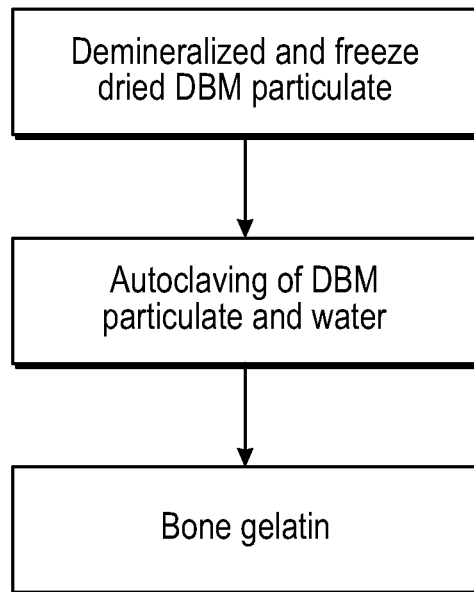 Demineralized and freeze
dried DBM particulate
Autoclaving of DBM
particulate and water
Bone gelatin